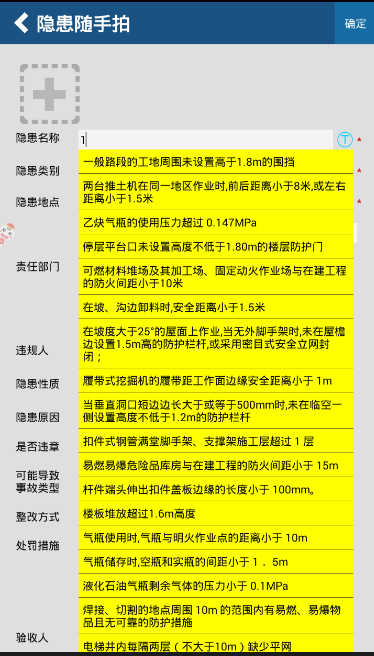 隐患随手拍
确定
隐患名称
1
T
*
隐患类别
*
隐患地点
*
责任部门
违规人
隐患性质
隐患原因
是否违章
可能导致
事故类型
整改方式
处罚措施
验收人
一般路段的工地周围未设置高于1.8m的围挡
两台推土机在同一地区作业时,前后距离小于8米,或左右
距离小于1.5米
乙炔气瓶的使用压力超过 0.147MPa
停层平台口未设置高度不低于1.80m的楼层防护门
可燃材料堆场及其加工场、固定动火作业场与在建工程
的防火间距小于10米
在坡、沟边卸料时,安全距离小于1.5米
在坡度大于25°的屋面上作业,当无外脚手架时,未在屋檐
边设置1.5m高的防护栏杆,或采用密目式安全立网封
闭；
履带式挖掘机的履带距工作面边缘安全距离小于 1m
当垂直洞口短边边长大于或等于500mm时,未在临空一
侧设置高度不低于1.2m的防护栏杆
扣件式钢管满堂脚手架、支撑架施工层超过 1 层
易燃易爆危险品库房与在建工程的防火间距小于 15m
杆件端头伸出扣件盖板边缘的长度小于 100mm。
楼板堆放超过1.6m高度
气瓶使用时,气瓶与明火作业点的距离小于 10m
气瓶储存时,空瓶和实瓶的间距小于１．5m
液化石油气瓶剩余气体的压力小于 0.1MPa
焊接、切割的地点周围 10m 的范围内有易燃、易爆物
品且无可靠的防护措施
电梯井内每隔两层（不大于10m）缺少平网